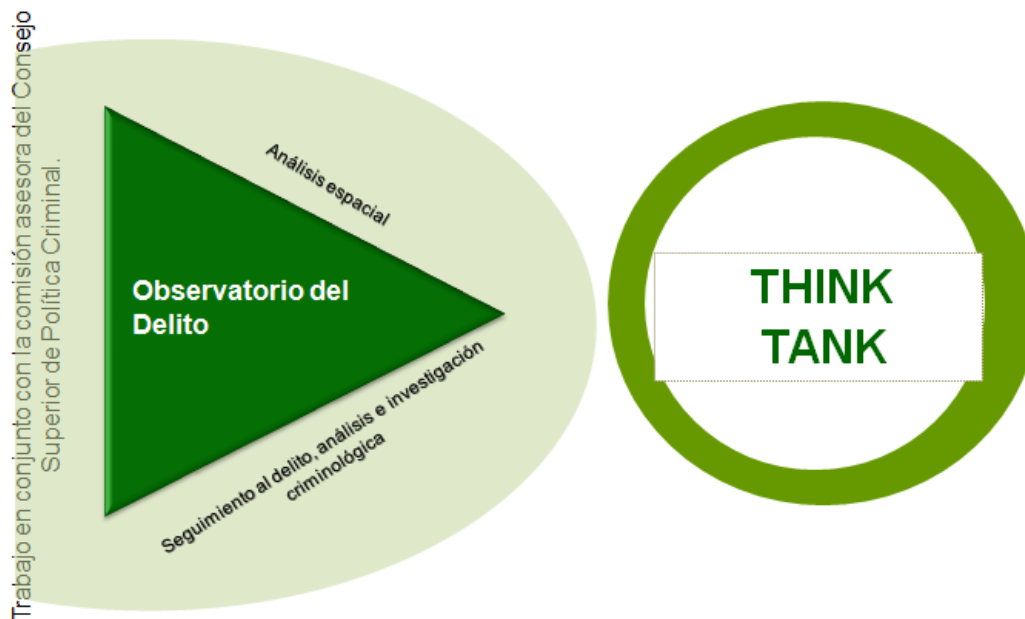 Trabajo en conjunto con la comisión asesora del Consejo
Superior de Política Criminal.
Análisis espacial
Observatorio del
Delito
Seguimiento al delito, análisis e investigación
criminológica
THINK
TANK